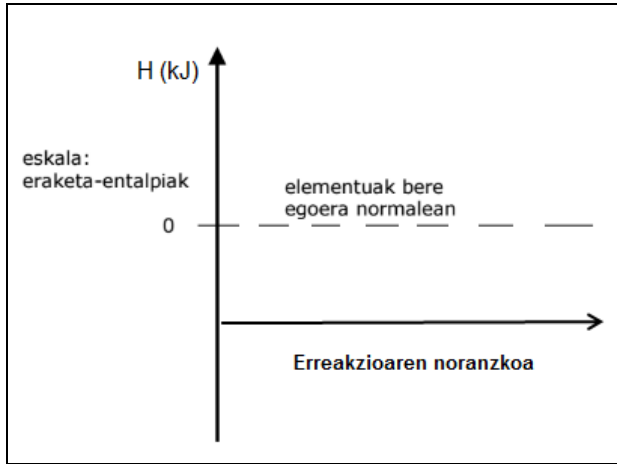 H (kJ)
eskala:
eraketa-entalpiak
elementuak bere
egoera normalean
0
Erreakzioaren noranzkoa